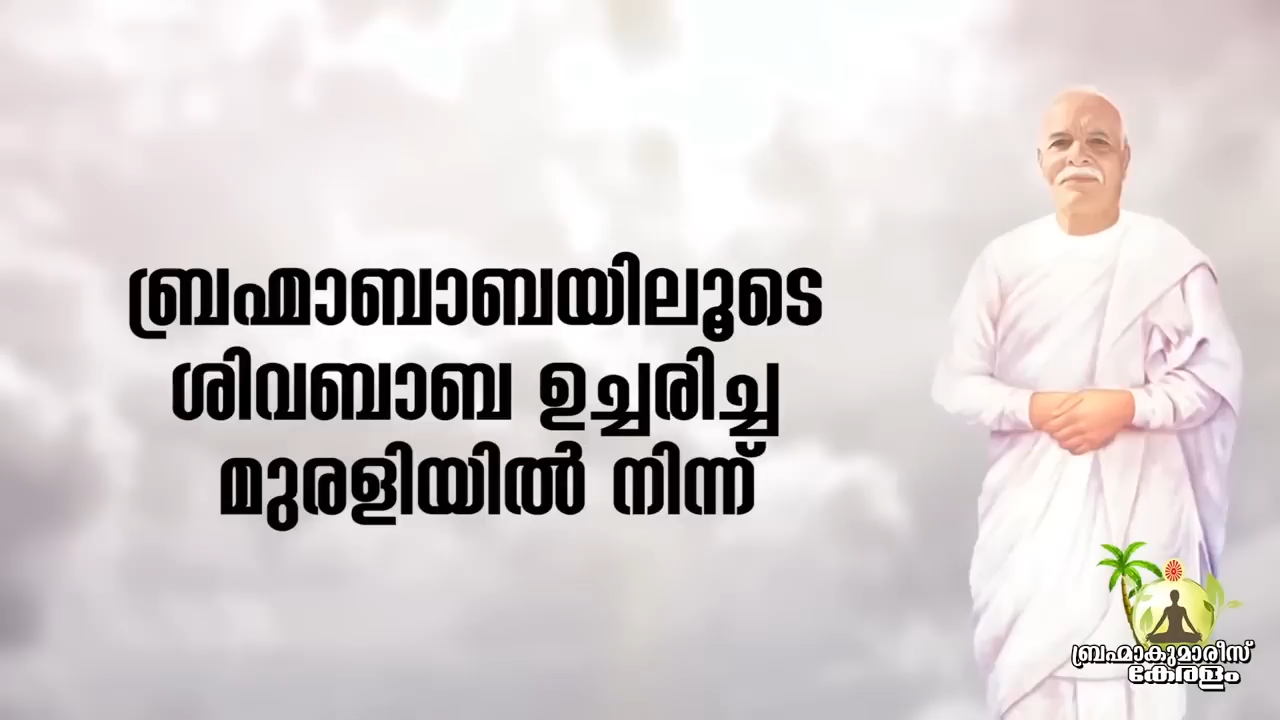 ബ്രഹ്മാബാബയിലൂടെ
ശിവബാബ ഉച്ചരിച്ച
മുരളിയിൽ നിന്ന്
ബ്രഹ്മാകുമാരീസ്
കേരളം